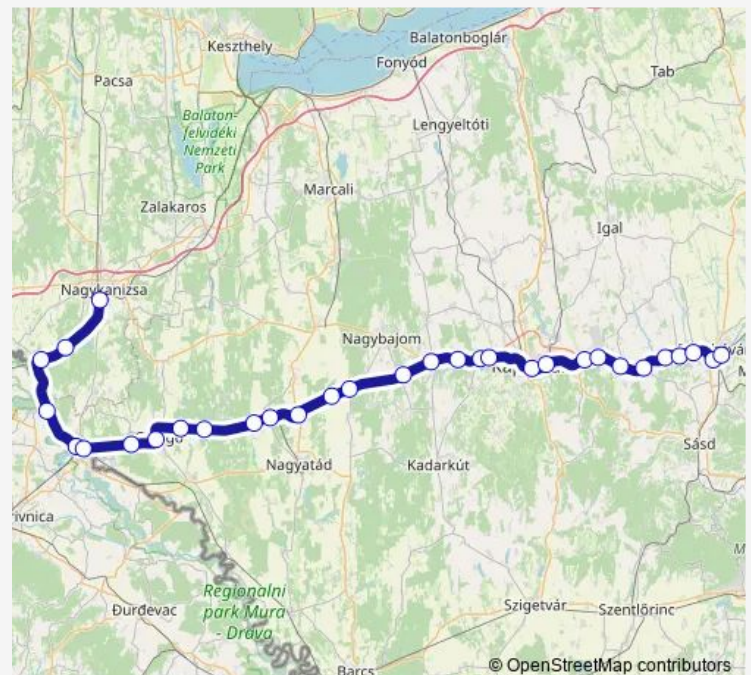 Keszthely
Balatonboglár
Fonyód
Pacsa
Tab
Balaton-
felvidéki
Nemzeti
Park
Lengyeltóti
Marcali
Zalakaros
Igal
Nagykanizsa
Nagybajom
Sásd
Nagyatád
Kadarkút
ivnica
Regionalni
park Mura
- Drava
Đurđevac
Szigetvár
Szentlőrinc
Barcs
© OpenStreetMap contributors